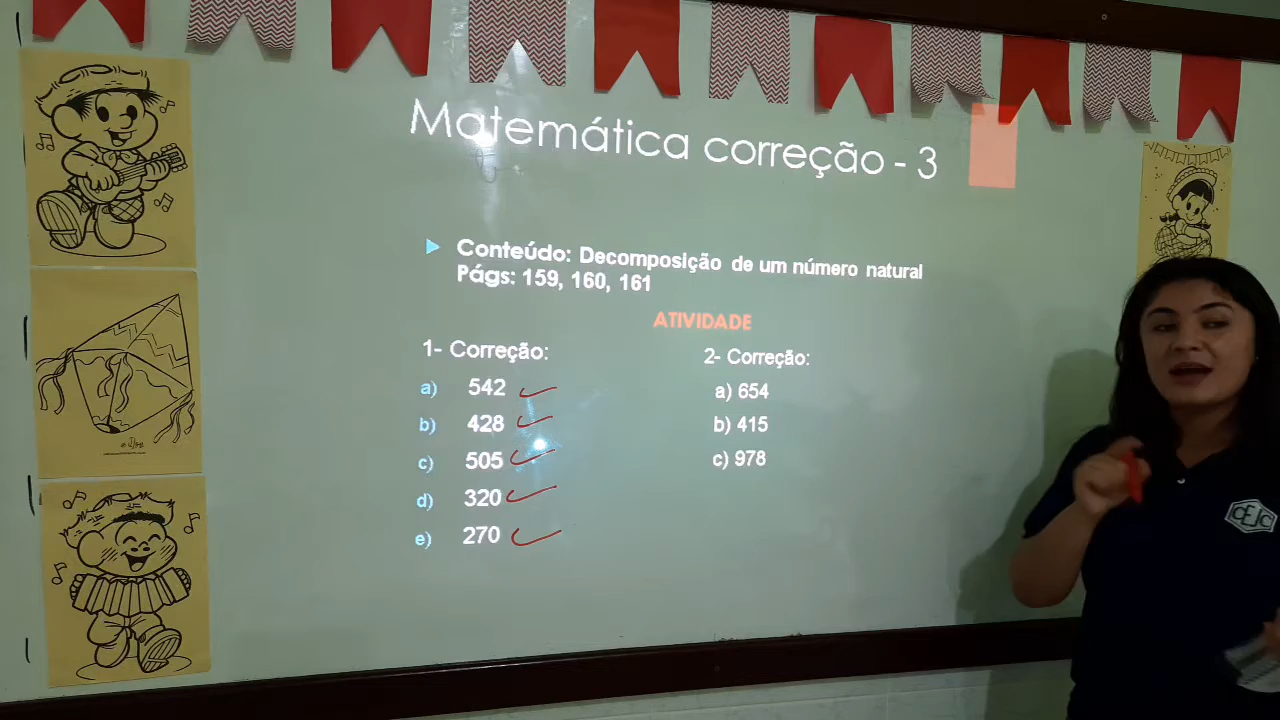 Matemática correção - 3
Conteúdo: Decomposição de um número natural
Págs: 159, 160, 161
ATIVIDADE
1- Correção:
a) 542
b) 428
c) 505
d) 320
e) 270
2- Correção:
a) 654
b) 415
c) 978
CEJC